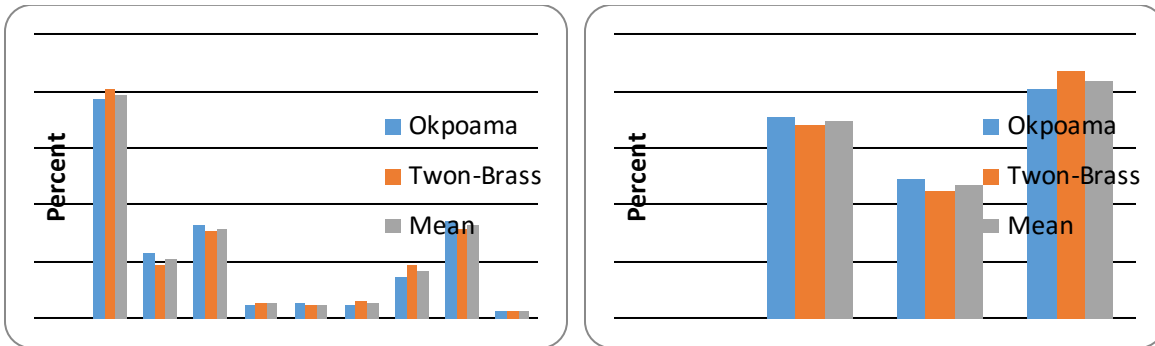 Percent
Okpoama
Twon-Brass
Mean
Percent
Okpoama
Twon-Brass
Mean